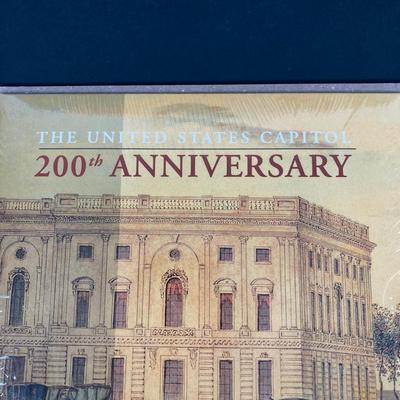 THE UNITED STATES CAPITOL
200th ANNIVERSARY